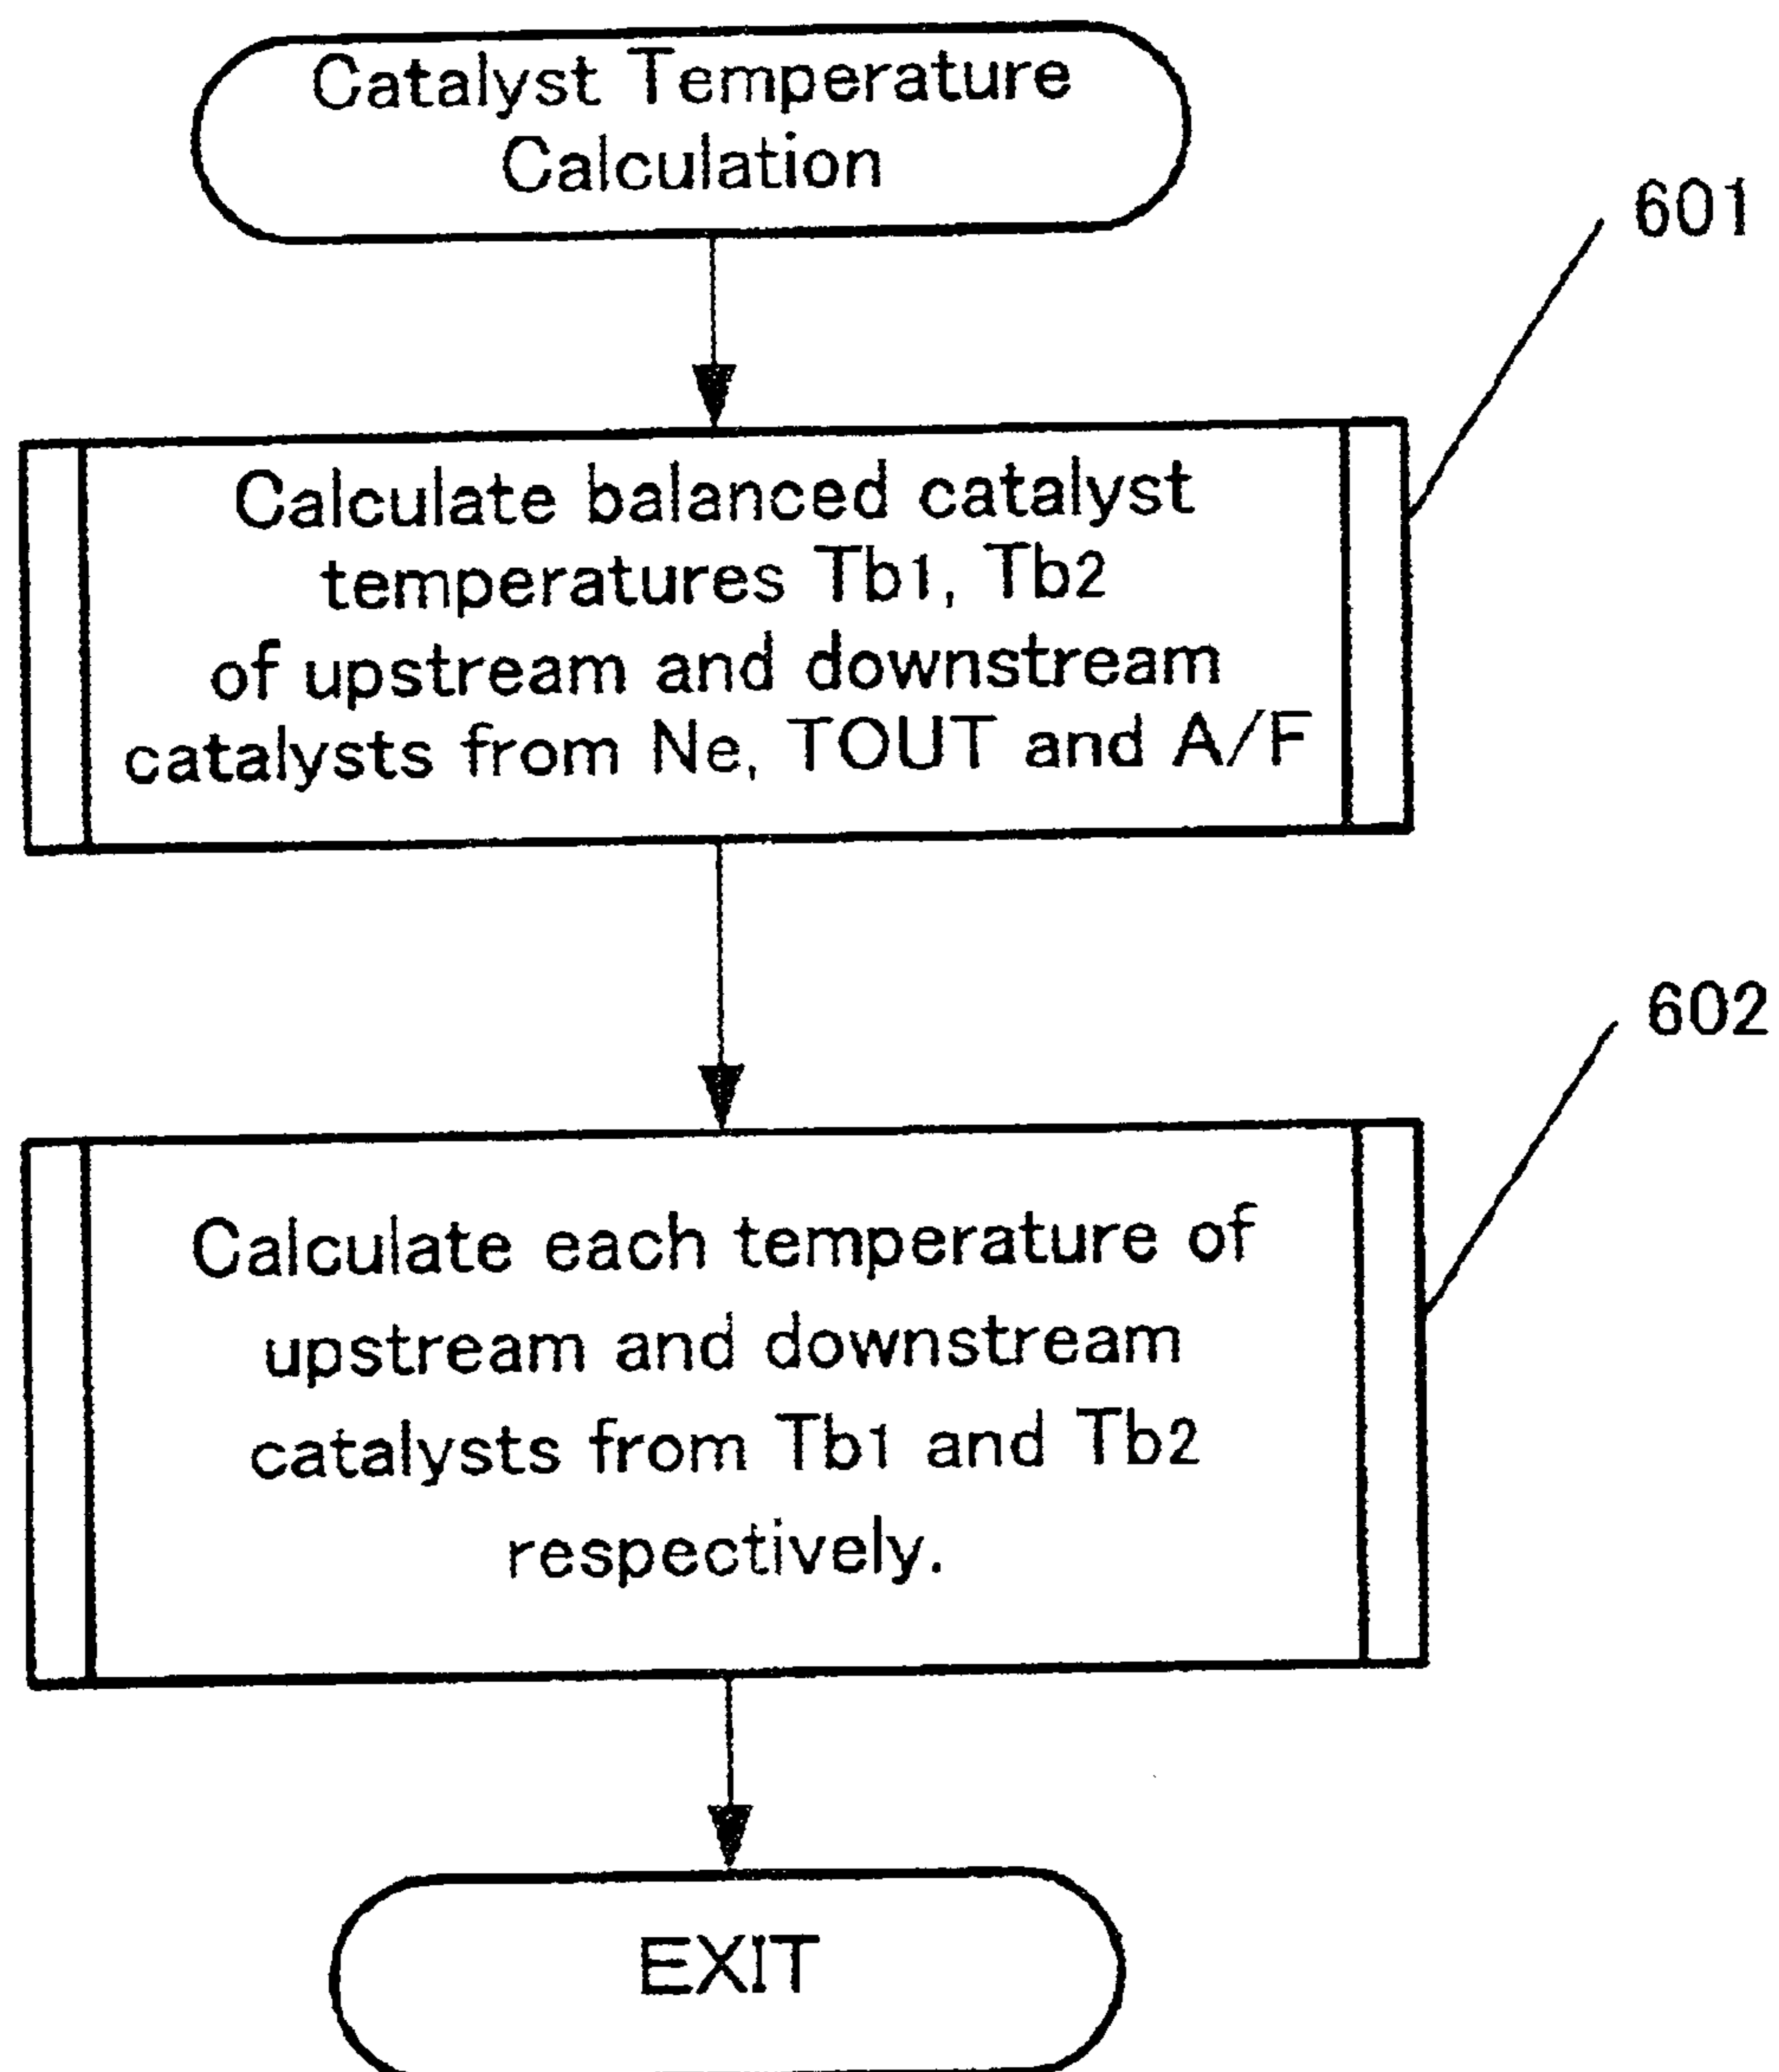 Catalyst Temperature
Calculation
601
Calculate balanced catalyst
temperatures Tb1, Tb2
of upstream and downstream
catalysts from Ne, TOUT and A/F
602
Calculate each temperature of
upstream and downstream
catalysts from Tb1 and Tb2
respectively.
EXIT